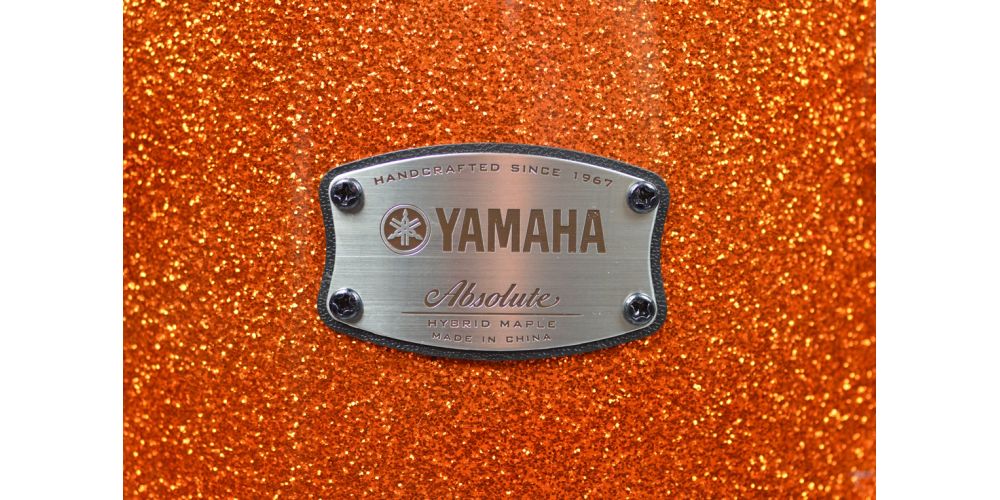 HANDCRAFTED SINCE 1967
YAMAHA
Absolute
HYBRID MAPLE
MADE IN CHINA